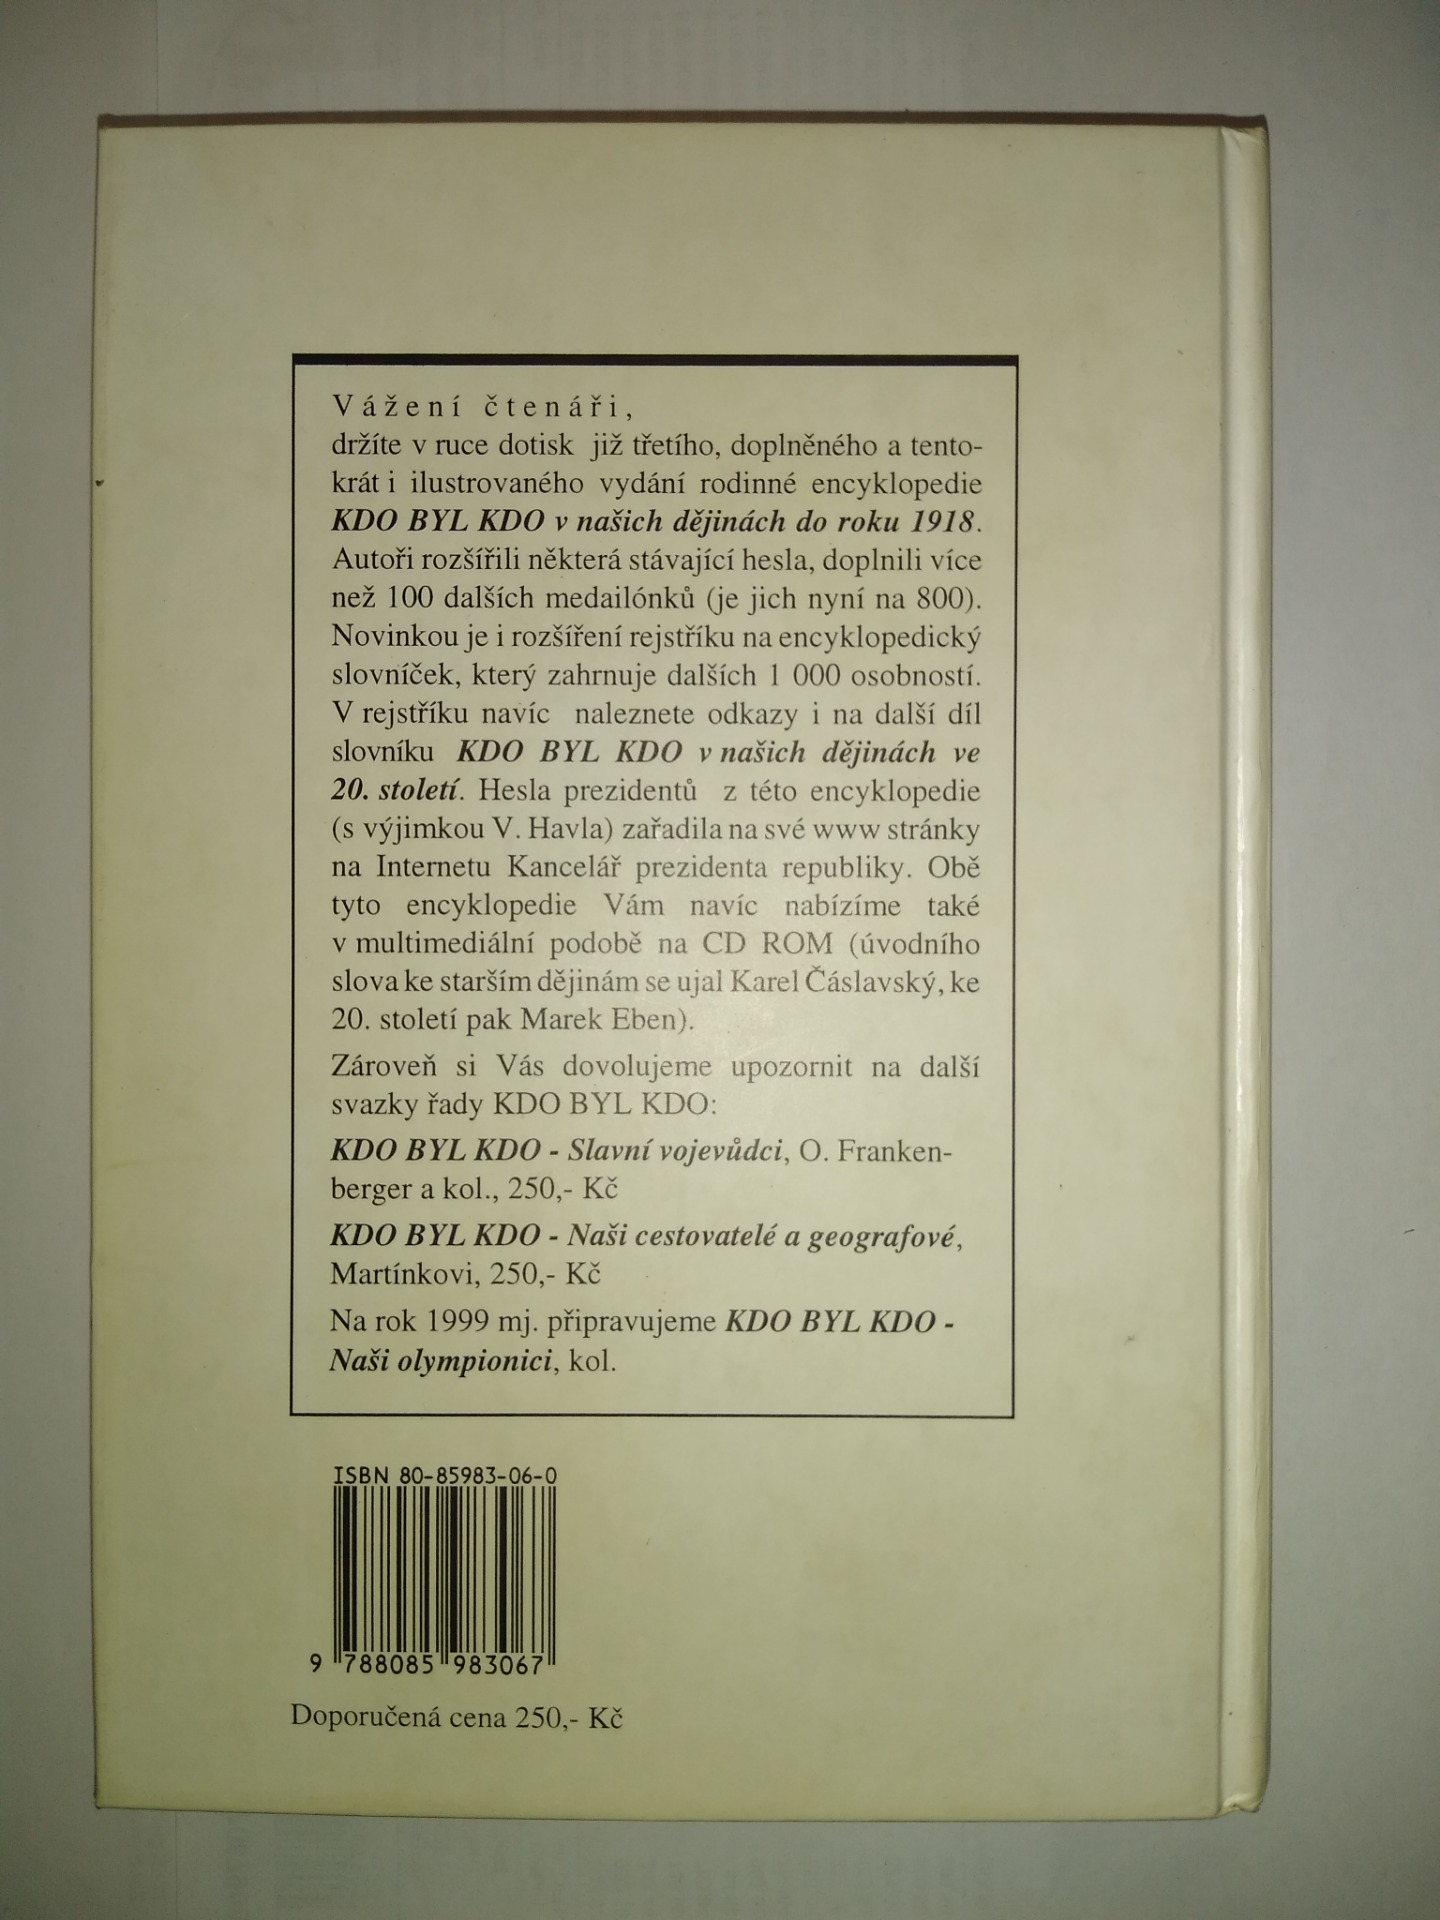 Vážení čtenáři,
držíte v ruce dotisk již třetího, doplněného a tento-
krát i ilustrovaného vydání rodinné encyklopedie
KDO BYL KDO v našich dějinách do roku 1918.
Autoři rozšířili některá stávající hesla, doplnili více
než 100 dalších medailónků (je jich nyní na 800).
Novinkou je i rozšíření rejstříku na encyklopedický
slovníček, který zahrnuje dalších 1 000 osobností.
V rejstříku navíc naleznete odkazy i na další díl
slovníku KDO BYL KDO v našich dějinách ve
20. století. Hesla prezidentů z této encyklopedie
(s výjimkou V. Havla) zařadila na své www stránky
na Internetu Kancelář prezidenta republiky. Obě
tyto encyklopedie Vám navíc nabízíme také
v multimediální podobě na CD ROM (úvodního
slova ke starším dějinám se ujal Karel Čáslavský, ke
20. století pak Marek Eben).
Zároveň si Vás dovolujeme upozornit na další
svazky řady KDO BYL KDO:
KDO BYL KDO - Slavní vojevůdci, O. Franken-
berger a kol., 250,- Kč
KDO BYL KDO - Naši cestovatelé a geografové,
Martínkovi, 250,- Kč
Na rok 1999 mj. připravujeme KDO BYL KDO -
Naši olympionici, kol.
ISBN 80-85983-06-0
9 788085 983067
Doporučená cena 250,- Kč